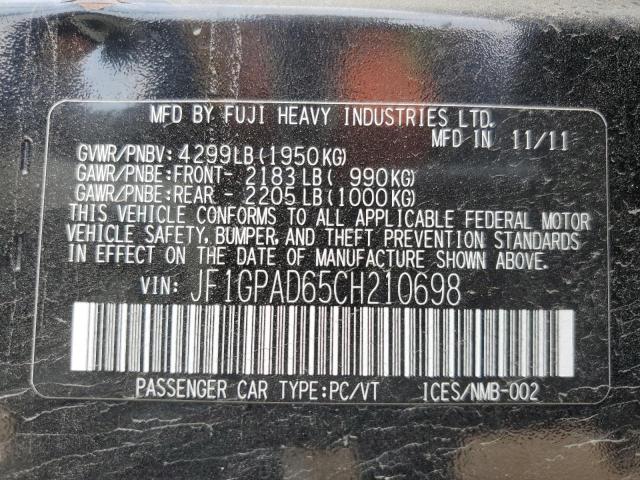 MFD BY FUJI HEAVY INDUSTRIES LTD.
MFD IN 11/11
GVWR/PNBV: 4299LB(1950KG)
GAWR/PNBE:FRONT- 2183LB( 990KG)
GAWR/PNBE:REAR - 2205LB(1000KG)
THIS VEHICLE CONFORMS TO ALL APPLICABLE FEDERAL MOTOR
VEHICLE SAFETY, BUMPER, AND THEFT PREVENTION STANDARDS
IN EFFECT ON THE DATE OF MANUFACTURE SHOWN ABOVE.
VIN: JF1GPAD65CH210698
PASSENGER CAR TYPE:PC/VT ICES/NMB-002